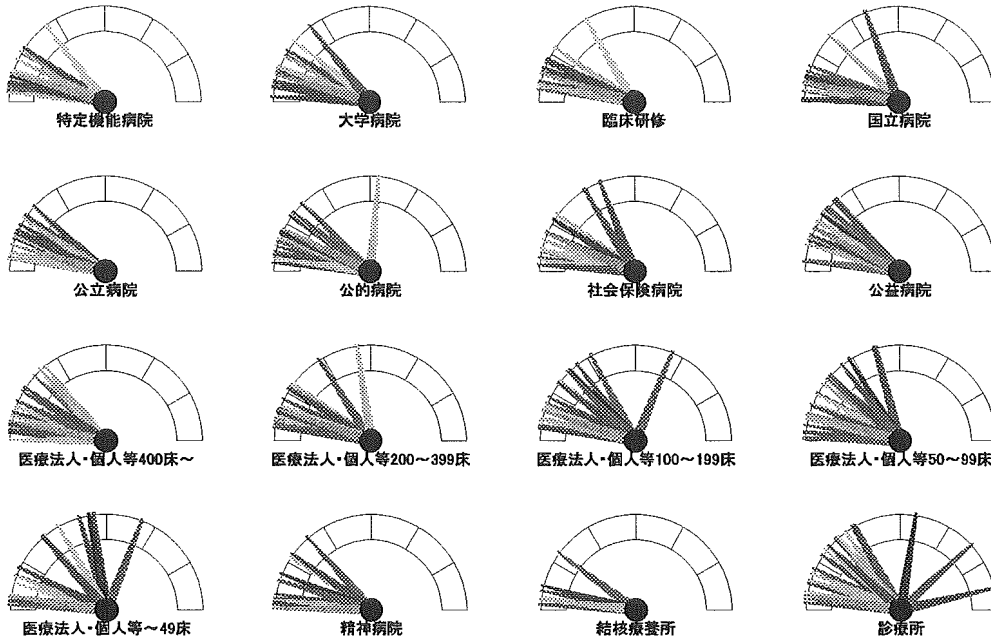 特定機能病院
大学病院
臨床研修
国立病院
公立病院
公的病院
社会保険病院
公益病院
医療法人・個人等400床～
医療法人・個人等200～399床
医療法人・個人等100～199床
医療法人・個人等50～99床
医療法人・個人等～49床
精神病院
結核療養所
診療所